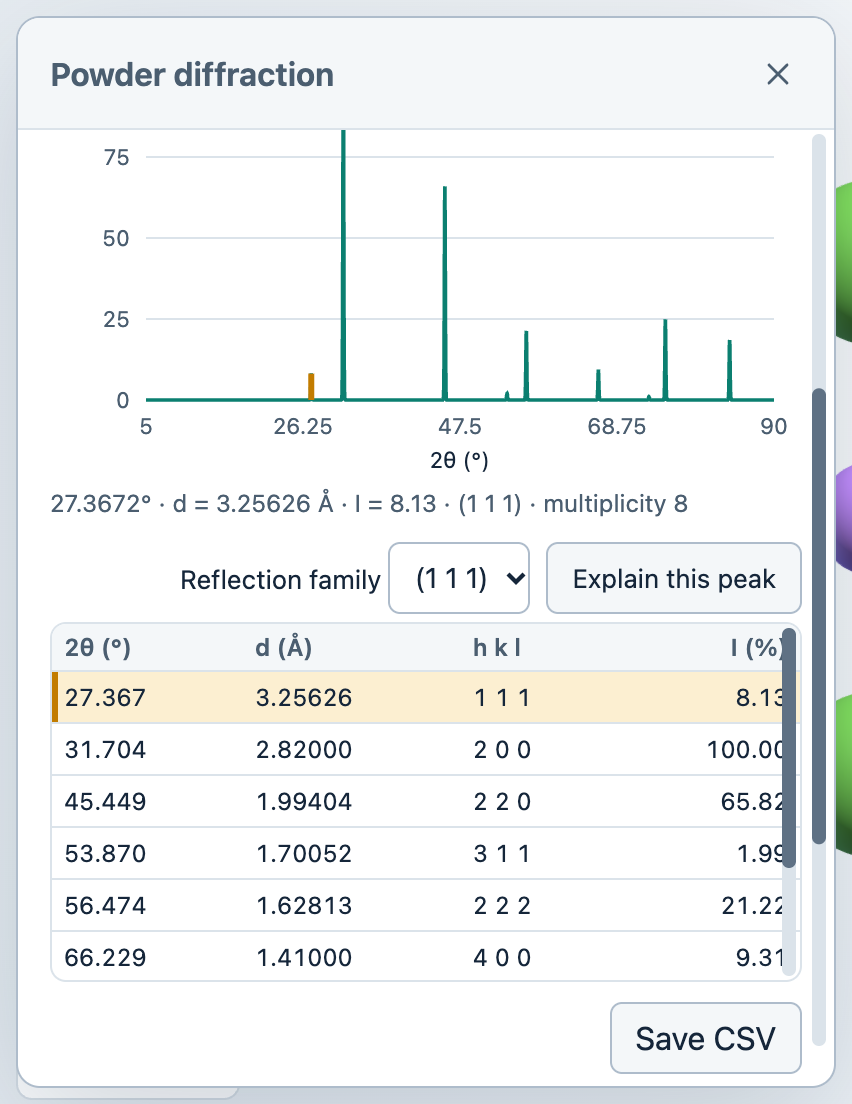 Powder diffraction
75
50
25
0
5 26.25 47.5 68.75 90
2θ (°)
27.3672° · d = 3.25626 Å · I = 8.13 · (1 1 1) · multiplicity 8
Reflection family (1 1 1) Explain this peak
2θ (°) d (Å) h k l I (%)
27.367 3.25626 1 1 1 8.13
31.704 2.82000 2 0 0 100.00
45.449 1.99404 2 2 0 65.82
53.870 1.70052 3 1 1 1.99
56.474 1.62813 2 2 2 21.22
66.229 1.41000 4 0 0 9.31
Save CSV